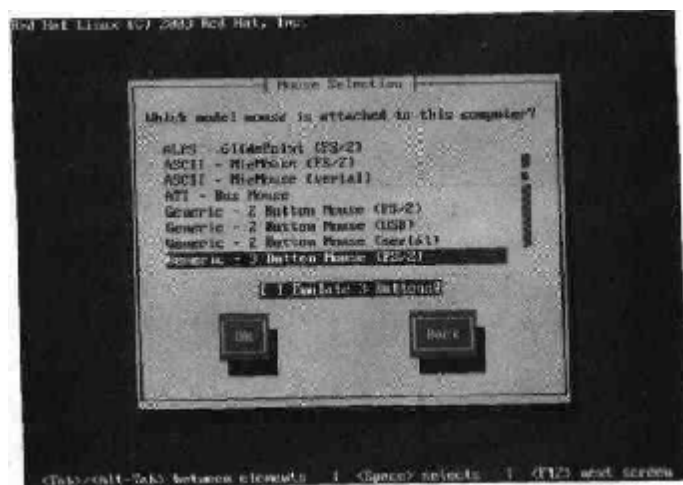 Red Hat Linux (C) 2003 Red Hat, Inc.
Mouse Selection
Which model mouse is attached to this computer?
ALPS - GlidePoint (PS/2)
ASCII - MieMouse (PS/2)
ASCII - MieMouse (serial)
ATI - Bus Mouse
Generic - 2 Button Mouse (PS/2)
Generic - 2 Button Mouse (USB)
Generic - 2 Button Mouse (serial)
Generic - 3 Button Mouse (PS/2)
[ ] Emulate 3 Buttons?
OK
Back
<Tab>/<Alt-Tab> between elements | <Space> selects | <F12> next screen